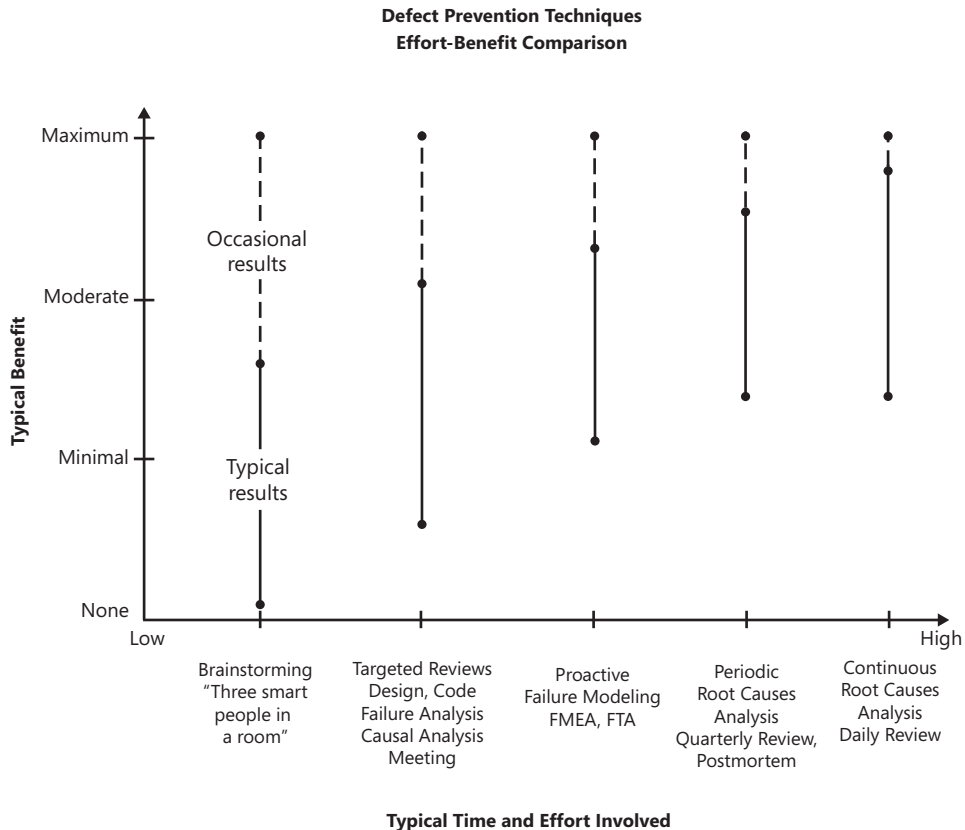 Defect Prevention Techniques
Effort-Benefit Comparison
Maximum
Occasional
results
Moderate
Typical Benefit
Minimal
Typical
results
None
Low
High
Brainstorming
"Three smart
people in
a room"
Targeted Reviews
Design, Code
Failure Analysis
Causal Analysis
Meeting
Proactive
Failure Modeling
FMEA, FTA
Periodic
Root Causes
Analysis
Quarterly Review,
Postmortem
Continuous
Root Causes
Analysis
Daily Review
Typical Time and Effort Involved